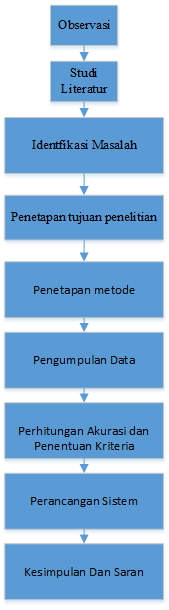 Observasi
Studi
Literatur
Identfikasi Masalah
Penetapan tujuan penelitian
Penetapan metode
Pengumpulan Data
Perhitungan Akurasi dan
Penentuan Kriteria
Perancangan Sistem
Kesimpulan Dan Saran